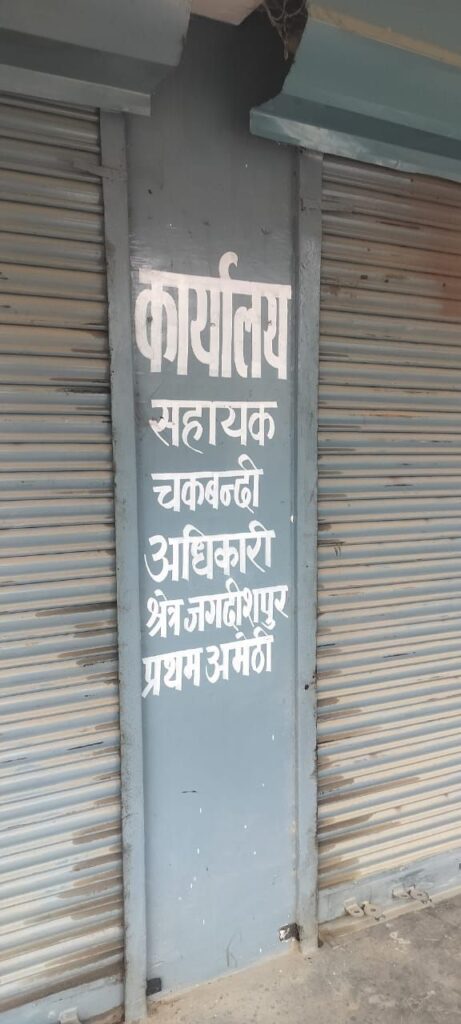 कार्यालय
सहायक
चकबन्दी
अधिकारी
श्रेत्र जगदीशपुर
प्रथम अमेठी